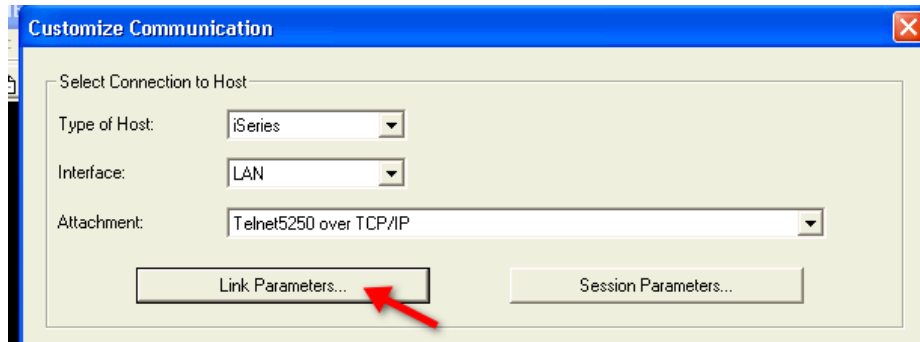 Customize Communication
Select Connection to Host
Type of Host: iSeries
Interface: LAN
Attachment: Telnet5250 over TCP/IP
Link Parameters... Session Parameters...